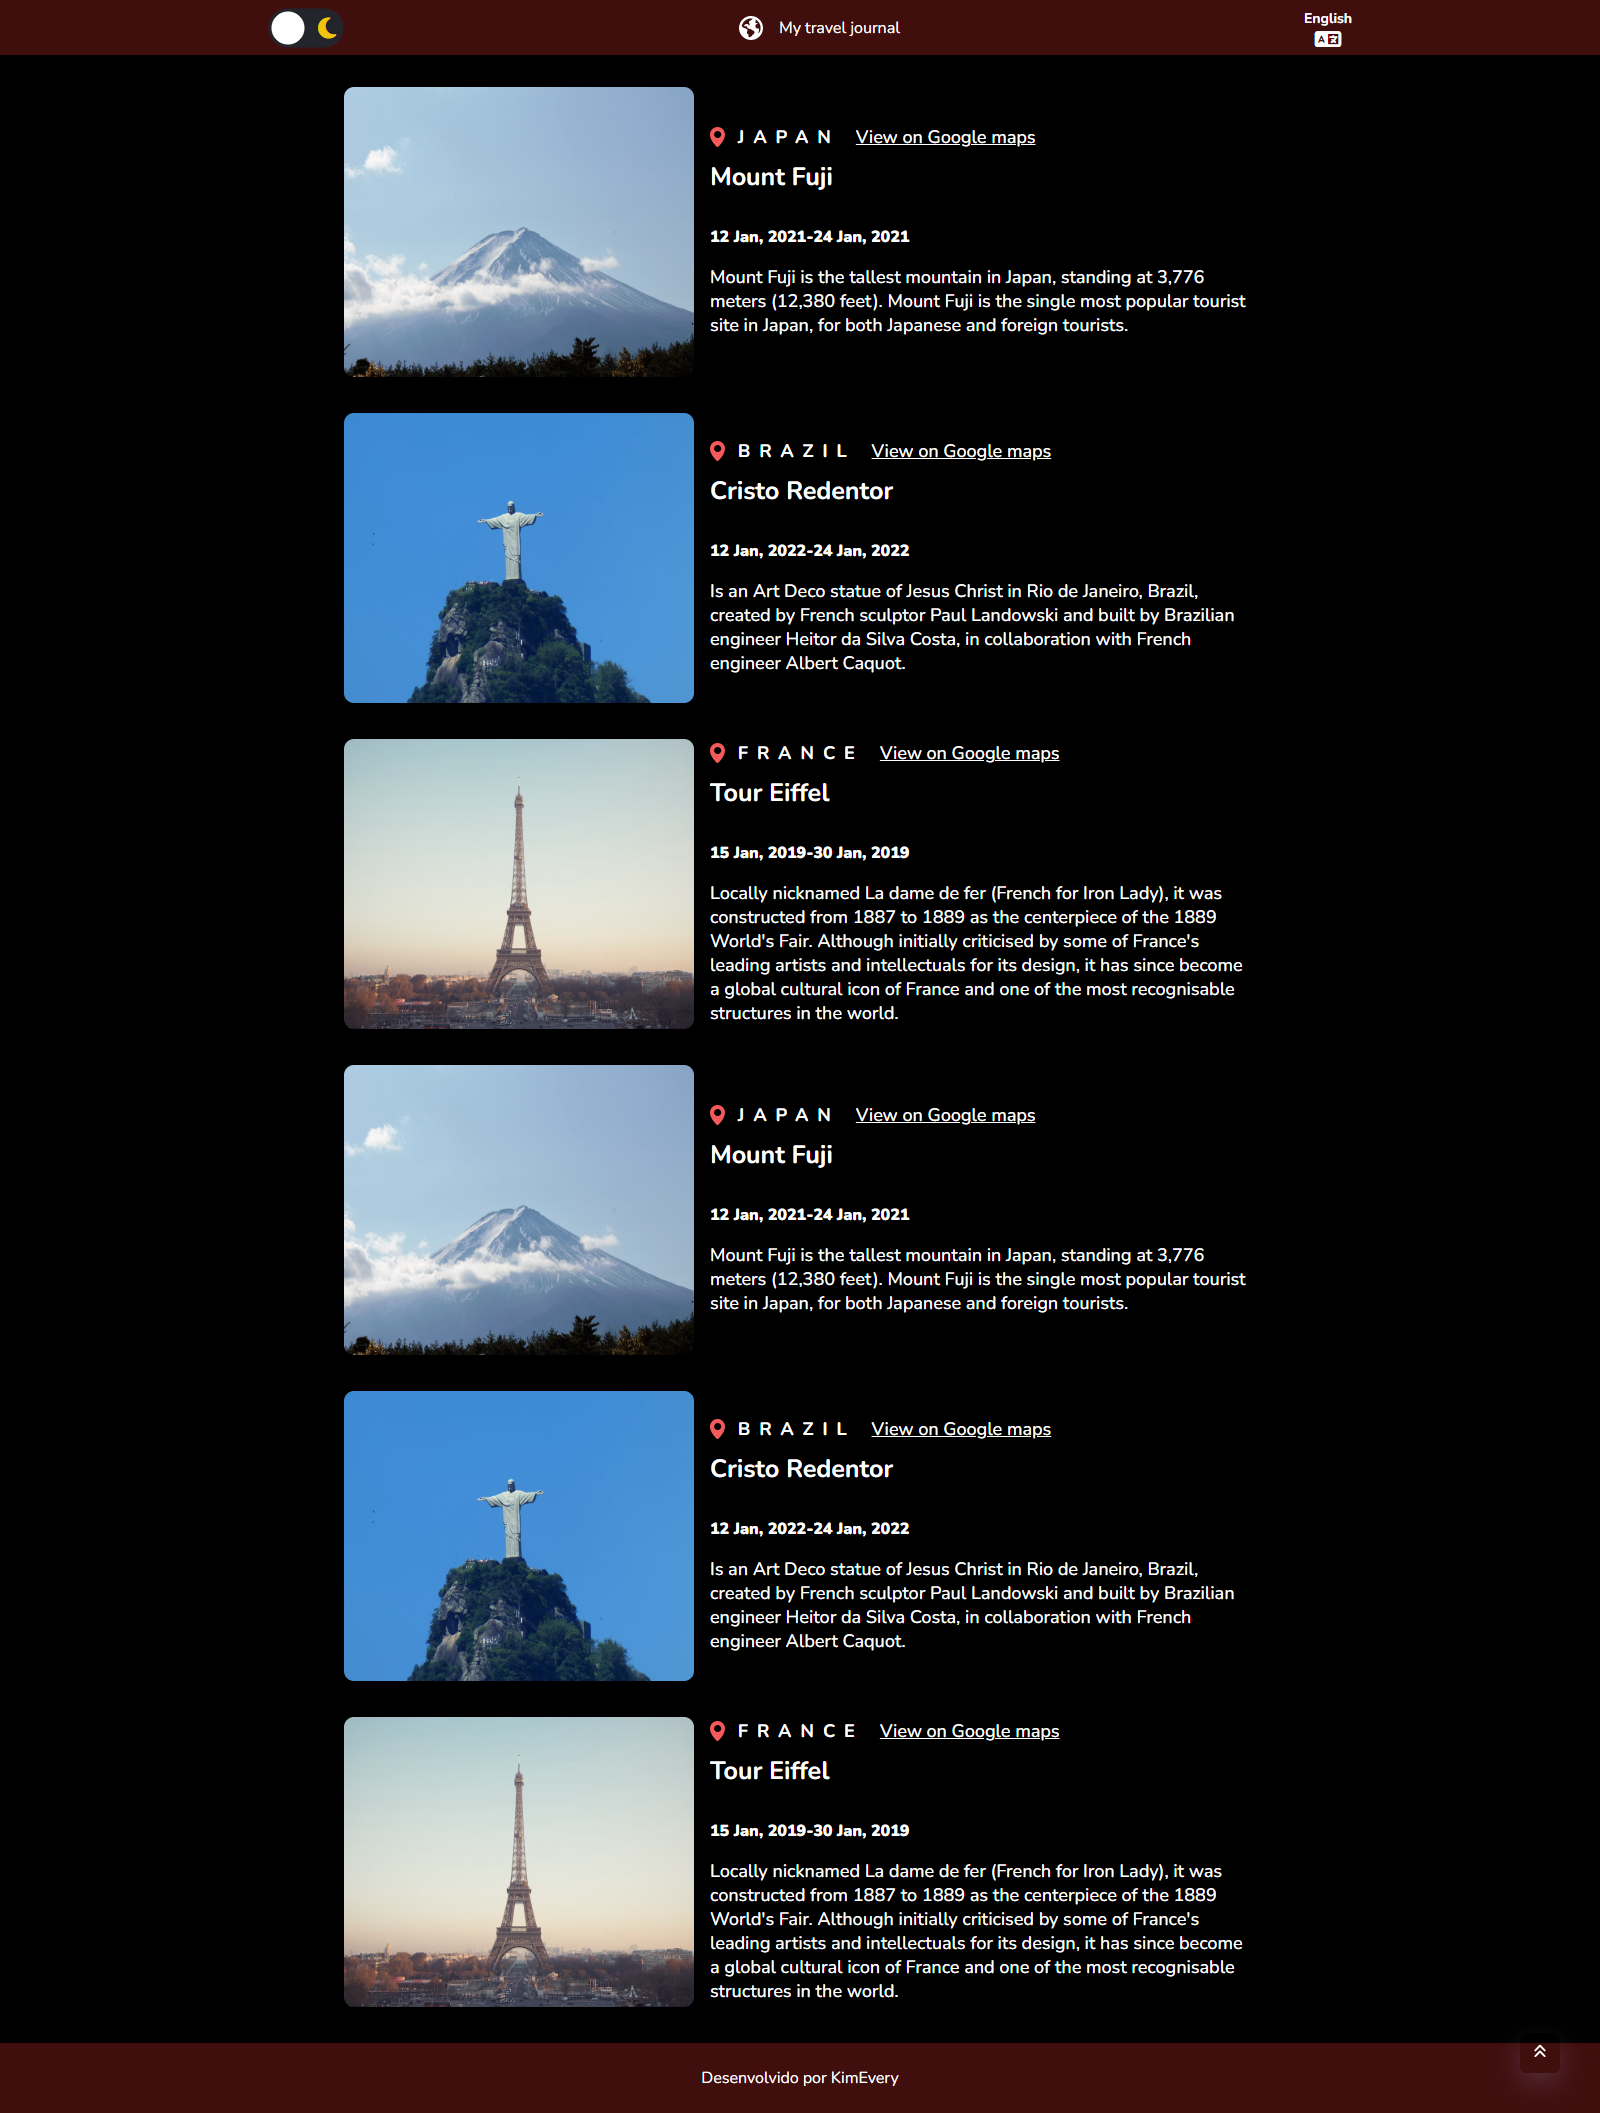 My travel journal
English
JAPAN View on Google maps
Mount Fuji
12 Jan, 2021-24 Jan, 2021
Mount Fuji is the tallest mountain in Japan, standing at 3,776
meters (12,380 feet). Mount Fuji is the single most popular tourist
site in Japan, for both Japanese and foreign tourists.
BRAZIL View on Google maps
Cristo Redentor
12 Jan, 2022-24 Jan, 2022
Is an Art Deco statue of Jesus Christ in Rio de Janeiro, Brazil,
created by French sculptor Paul Landowski and built by Brazilian
engineer Heitor da Silva Costa, in collaboration with French
engineer Albert Caquot.
FRANCE View on Google maps
Tour Eiffel
15 Jan, 2019-30 Jan, 2019
Locally nicknamed La dame de fer (French for Iron Lady), it was
constructed from 1887 to 1889 as the centerpiece of the 1889
World's Fair. Although initially criticised by some of France's
leading artists and intellectuals for its design, it has since become
a global cultural icon of France and one of the most recognisable
structures in the world.
JAPAN View on Google maps
Mount Fuji
12 Jan, 2021-24 Jan, 2021
Mount Fuji is the tallest mountain in Japan, standing at 3,776
meters (12,380 feet). Mount Fuji is the single most popular tourist
site in Japan, for both Japanese and foreign tourists.
BRAZIL View on Google maps
Cristo Redentor
12 Jan, 2022-24 Jan, 2022
Is an Art Deco statue of Jesus Christ in Rio de Janeiro, Brazil,
created by French sculptor Paul Landowski and built by Brazilian
engineer Heitor da Silva Costa, in collaboration with French
engineer Albert Caquot.
FRANCE View on Google maps
Tour Eiffel
15 Jan, 2019-30 Jan, 2019
Locally nicknamed La dame de fer (French for Iron Lady), it was
constructed from 1887 to 1889 as the centerpiece of the 1889
World's Fair. Although initially criticised by some of France's
leading artists and intellectuals for its design, it has since become
a global cultural icon of France and one of the most recognisable
structures in the world.
Desenvolvido por KimEvery